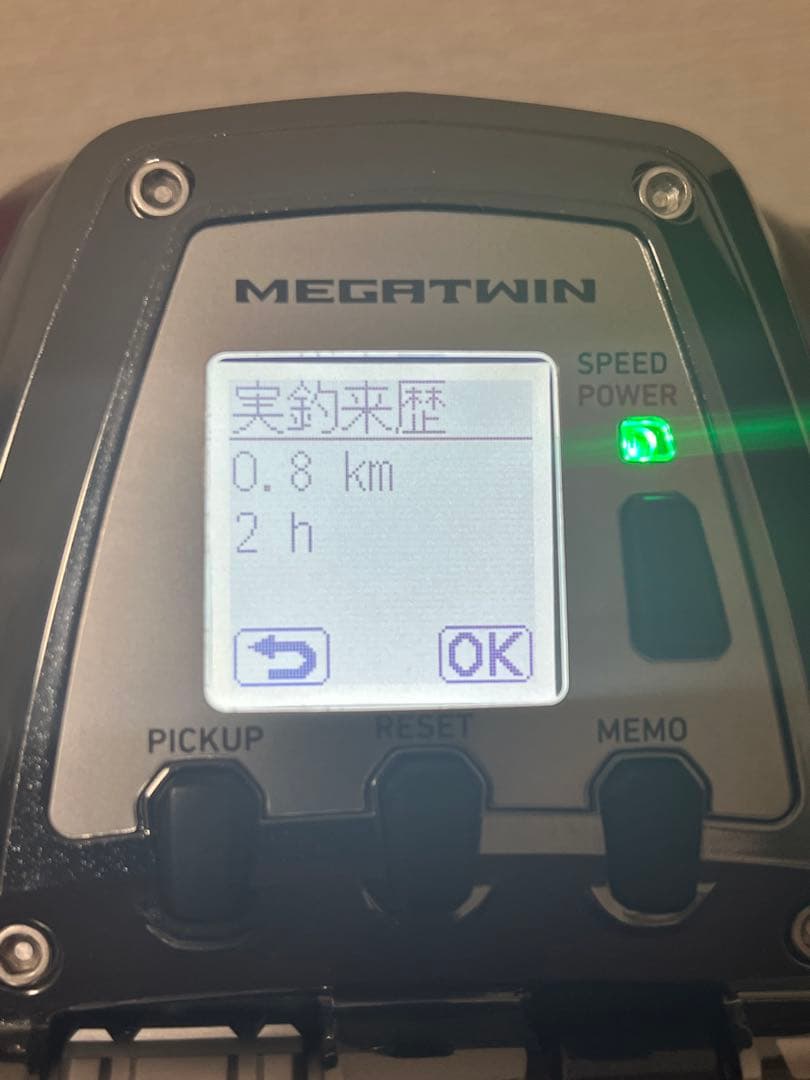 MEGATWIN
SPEED
POWER
実釣来歴
0.8 km
2 h
OK
PICKUP
RESET
MEMO